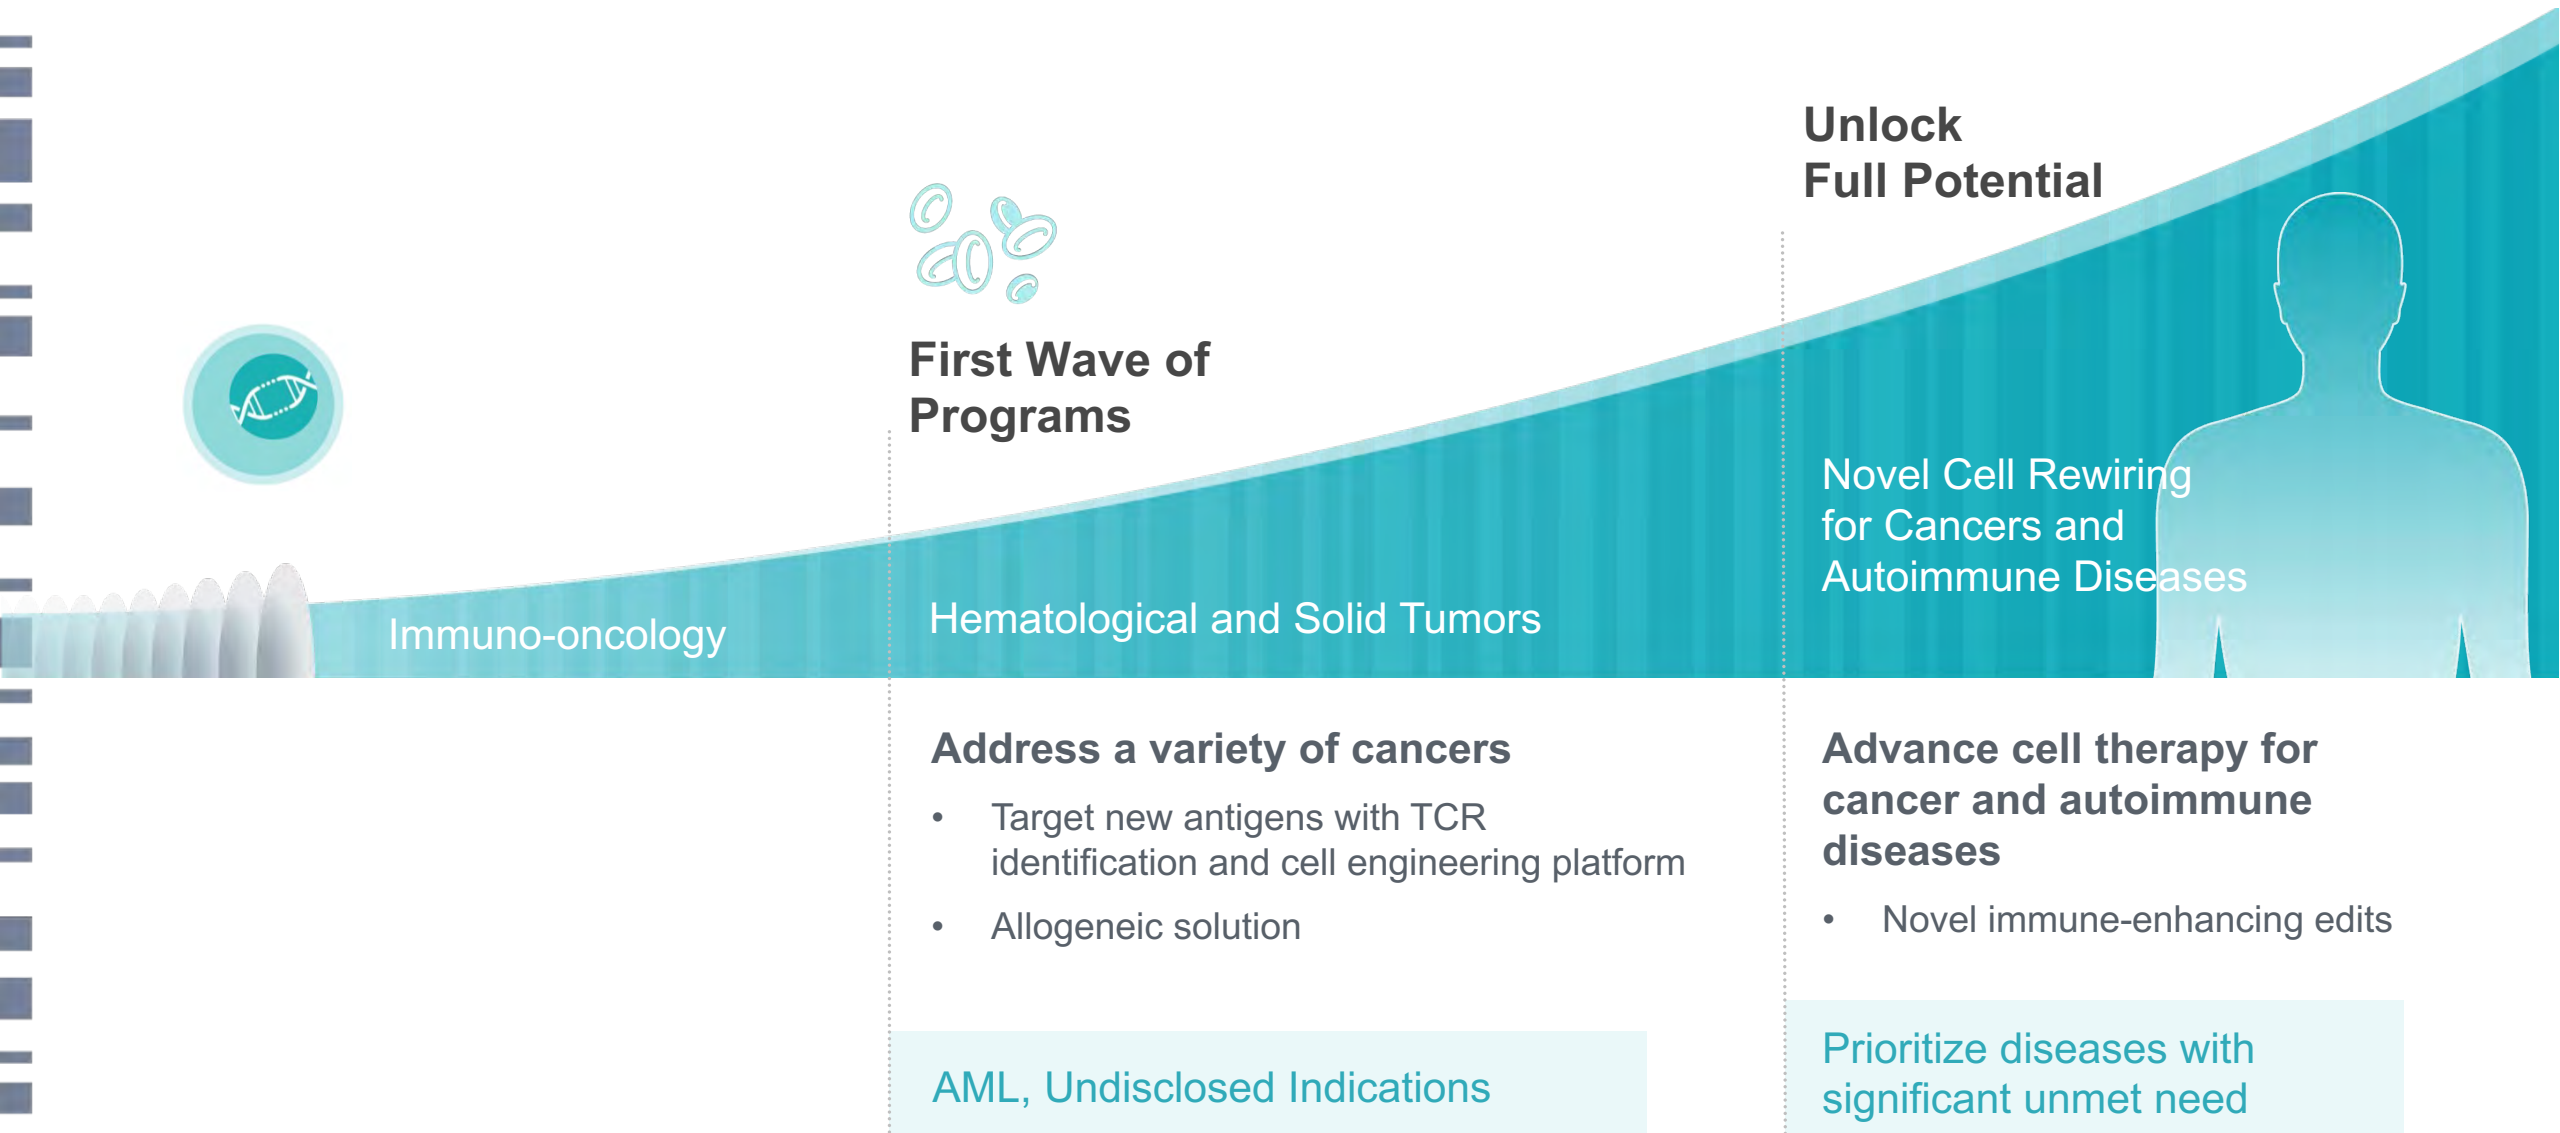 Immuno-oncology
First Wave of
Programs
Hematological and Solid Tumors
Address a variety of cancers
• Target new antigens with TCR
identification and cell engineering platform
• Allogeneic solution
AML, Undisclosed Indications
Unlock
Full Potential
Novel Cell Rewiring
for Cancers and
Autoimmune Diseases
Advance cell therapy for
cancer and autoimmune
diseases
• Novel immune-enhancing edits
Prioritize diseases with
significant unmet need